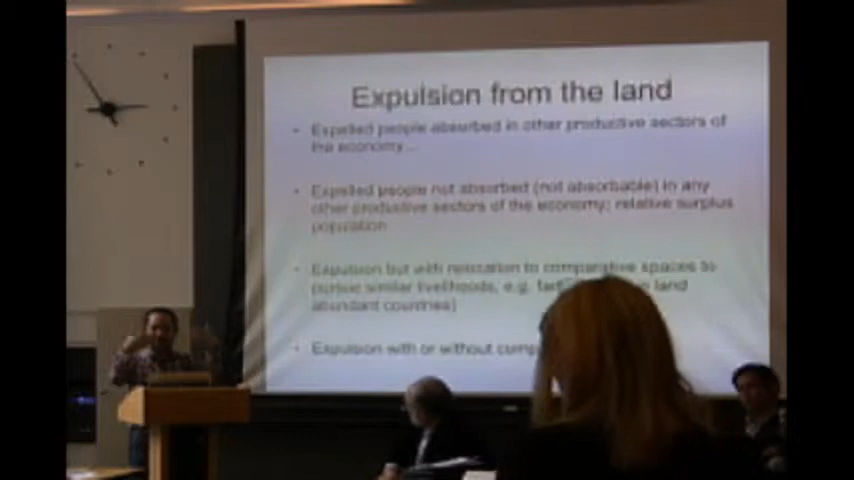 Expulsion from the land
• Expelled people absorbed in other productive sectors of
the economy...
• Expelled people not absorbed (not absorbable) in any
other productive sectors of the economy; relative surplus
population
• Expulsion but with relocation to comparative spaces to
pursue similar livelihoods, e.g. land
abundant countries)
• Expulsion with or without